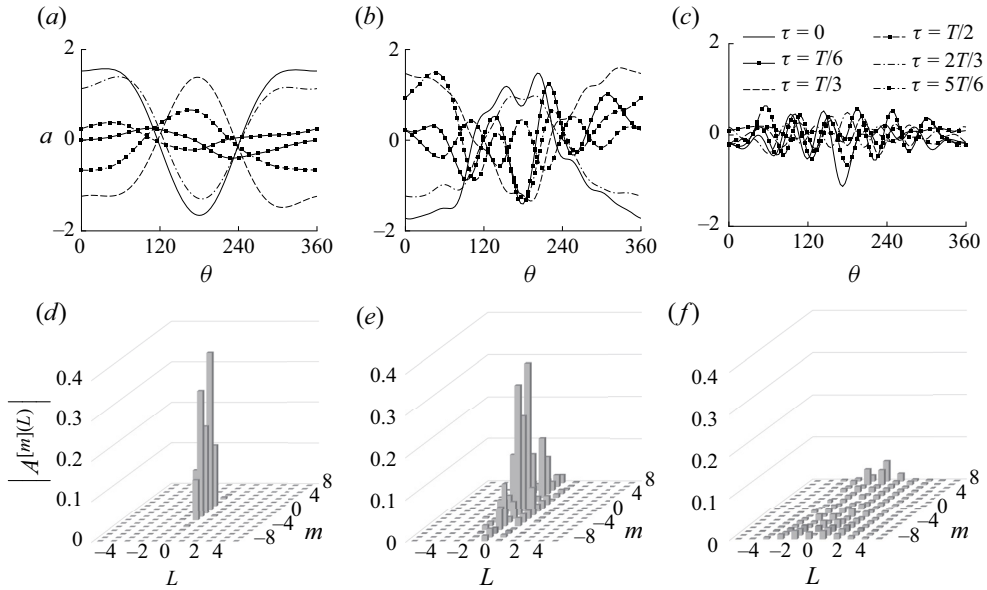 (a) (b) (c)
τ = 0 τ = T/2
τ = T/6 τ = 2T/3
τ = T/3 τ = 5T/6
2 2 2
a 0 0 0
−2 −2 −2
0 120 240 360 0 120 240 360 0 120 240 360
θ θ θ
(d) (e) (f)
0.4 0.4 0.4
0.3 0.3 0.3
|A^{[m](L)}| 0.2 0.2 0.2
0.1 0.1 0.1
0 0 0
−4 −2 0 2 4 −8 −4 0 4 8 m
−4 −2 0 2 4 −8 −4 0 4 8 m
−4 −2 0 2 4 −8 −4 0 4 8 m
L L L